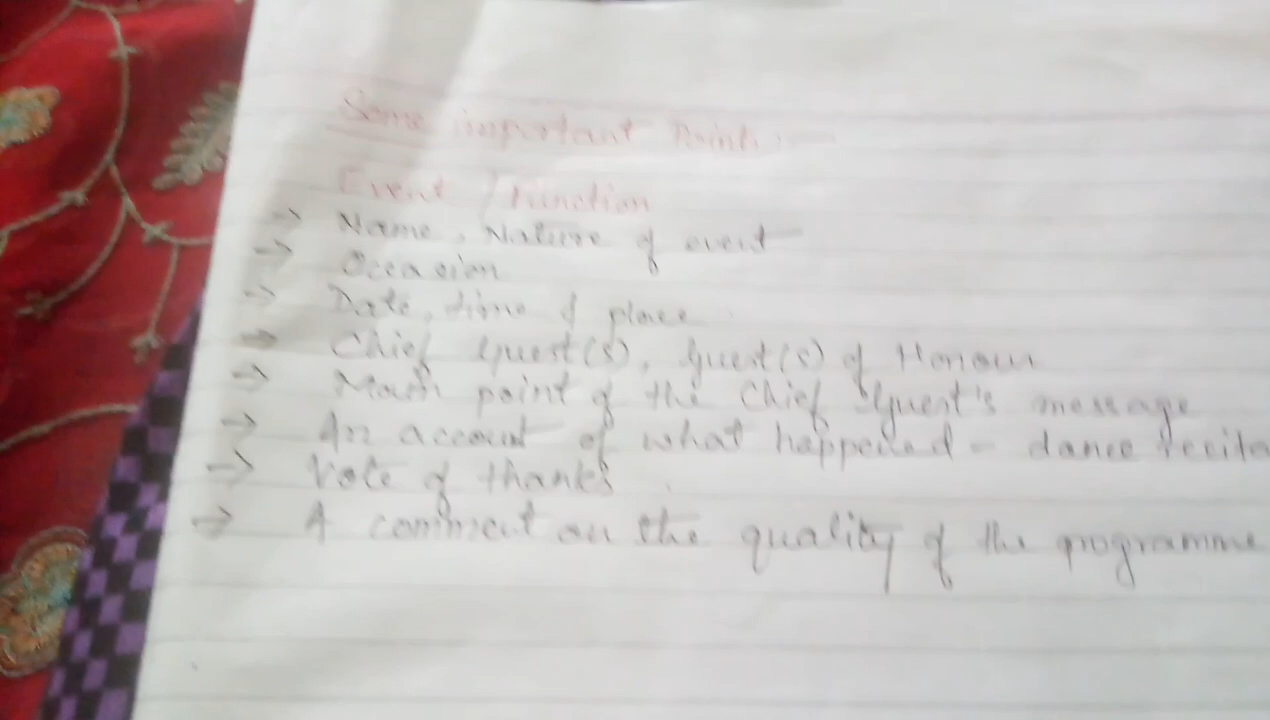 Some important Points:-
Event / Function
→ Name, Nature of event
→ Occasion
→ Date, time & place
→ Chief Guest(s), Guest(s) of Honour
→ Main point of the Chief Guest's message
→ An account of what happened - dance
→ Vote of thanks
→ A comment on the quality of the programme